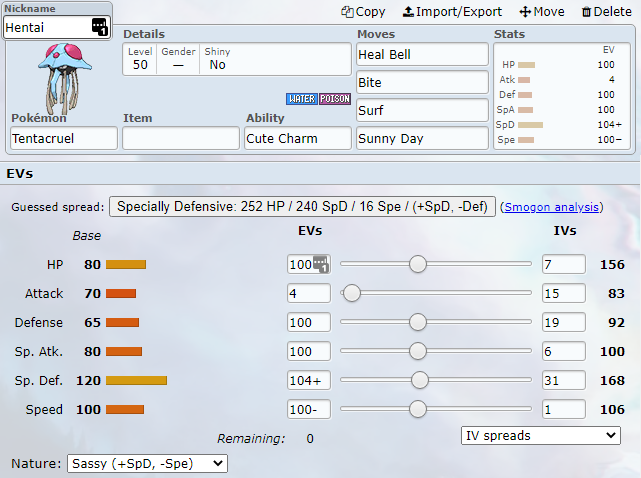 Nickname
Hentai
Copy Import/Export Move Delete
Details
Level Gender Shiny
50 — No
WATER POISON
Moves
Heal Bell
Bite
Surf
Sunny Day
Stats
EV
HP 100
Atk 4
Def 100
SpA 100
SpD 104+
Spe 100−
Pokémon Item Ability
Tentacruel Cute Charm
EVs
Guessed spread: Specially Defensive: 252 HP / 240 SpD / 16 Spe / (+SpD, -Def) (Smogon analysis)
Base EVs IVs
HP 80 100 7 156
Attack 70 4 15 83
Defense 65 100 19 92
Sp. Atk. 80 100 6 100
Sp. Def. 120 104+ 31 168
Speed 100 100- 1 106
Remaining: 0
IV spreads
Nature: Sassy (+SpD, -Spe)